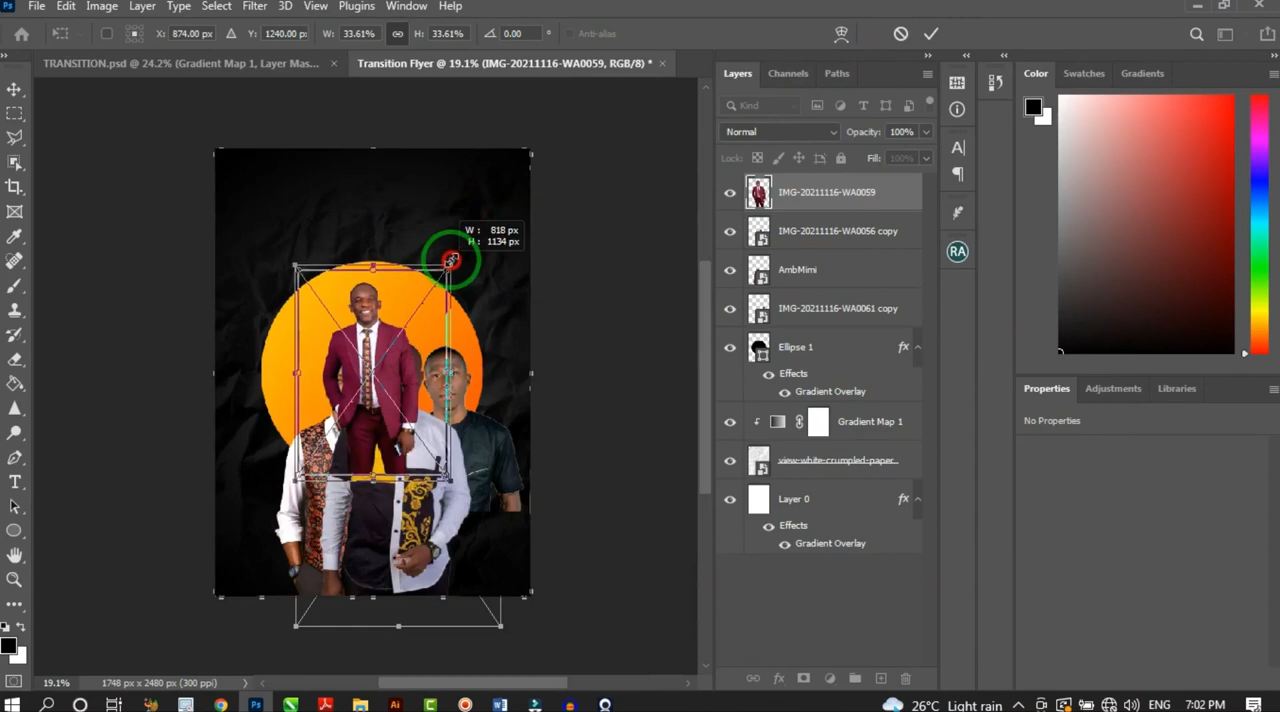 Ps File Edit Image Layer Type Select Filter 3D View Plugins Window Help
X: 874.00 px Y: 1240.00 px W: 33.61% H: 33.61% 0.00 ° Anti-alias
TRANSITION.psd @ 24.2% (Gradient Map 1, Layer Mas... × Transition Flyer @ 19.1% (IMG-20211116-WA0059, RGB/8) * ×
Layers Channels Paths
Color Swatches Gradients
Kind
Normal Opacity: 100%
Lock: Fill: 100%
IMG-20211116-WA0059
IMG-20211116-WA0056 copy
AmbMimi
IMG-20211116-WA0061 copy
Ellipse 1 fx
Effects
Gradient Overlay
Gradient Map 1
view-white-crumpled-paper
Layer 0 fx
Effects
Gradient Overlay
RA
W: 818 px
H: 1134 px
Properties Adjustments Libraries
No Properties
19.1% 1748 px x 2480 px (300 ppi)
26°C Light rain ENG 7:02 PM